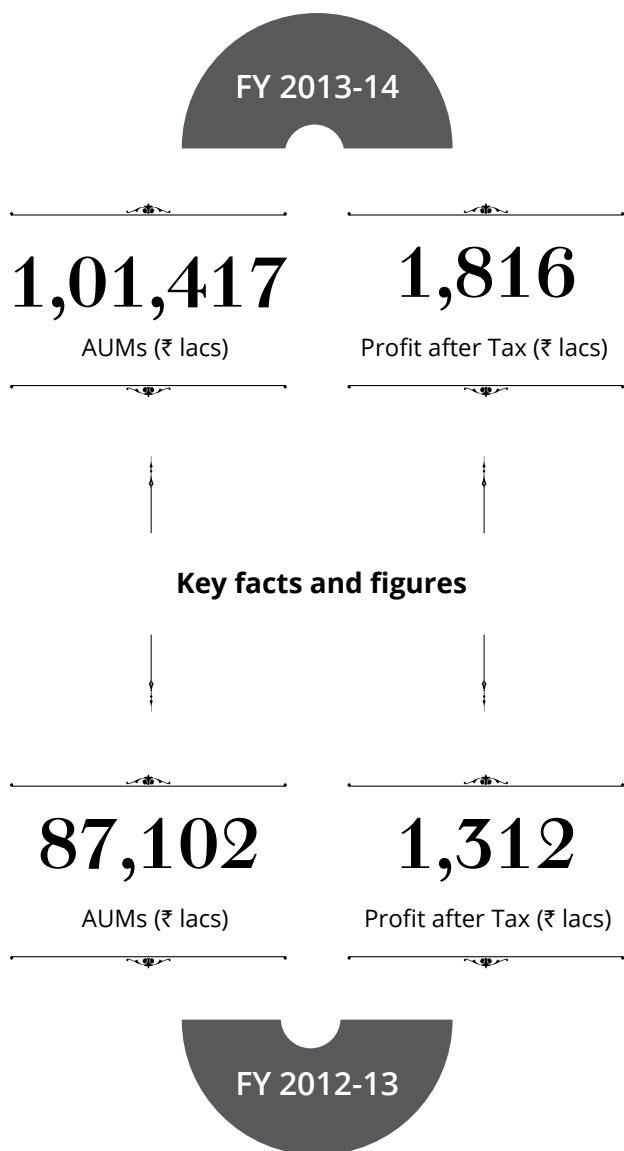 FY 2013-14
1,01,417
AUMs (₹ lacs)
1,816
Profit after Tax (₹ lacs)
Key facts and figures
87,102
AUMs (₹ lacs)
1,312
Profit after Tax (₹ lacs)
FY 2012-13